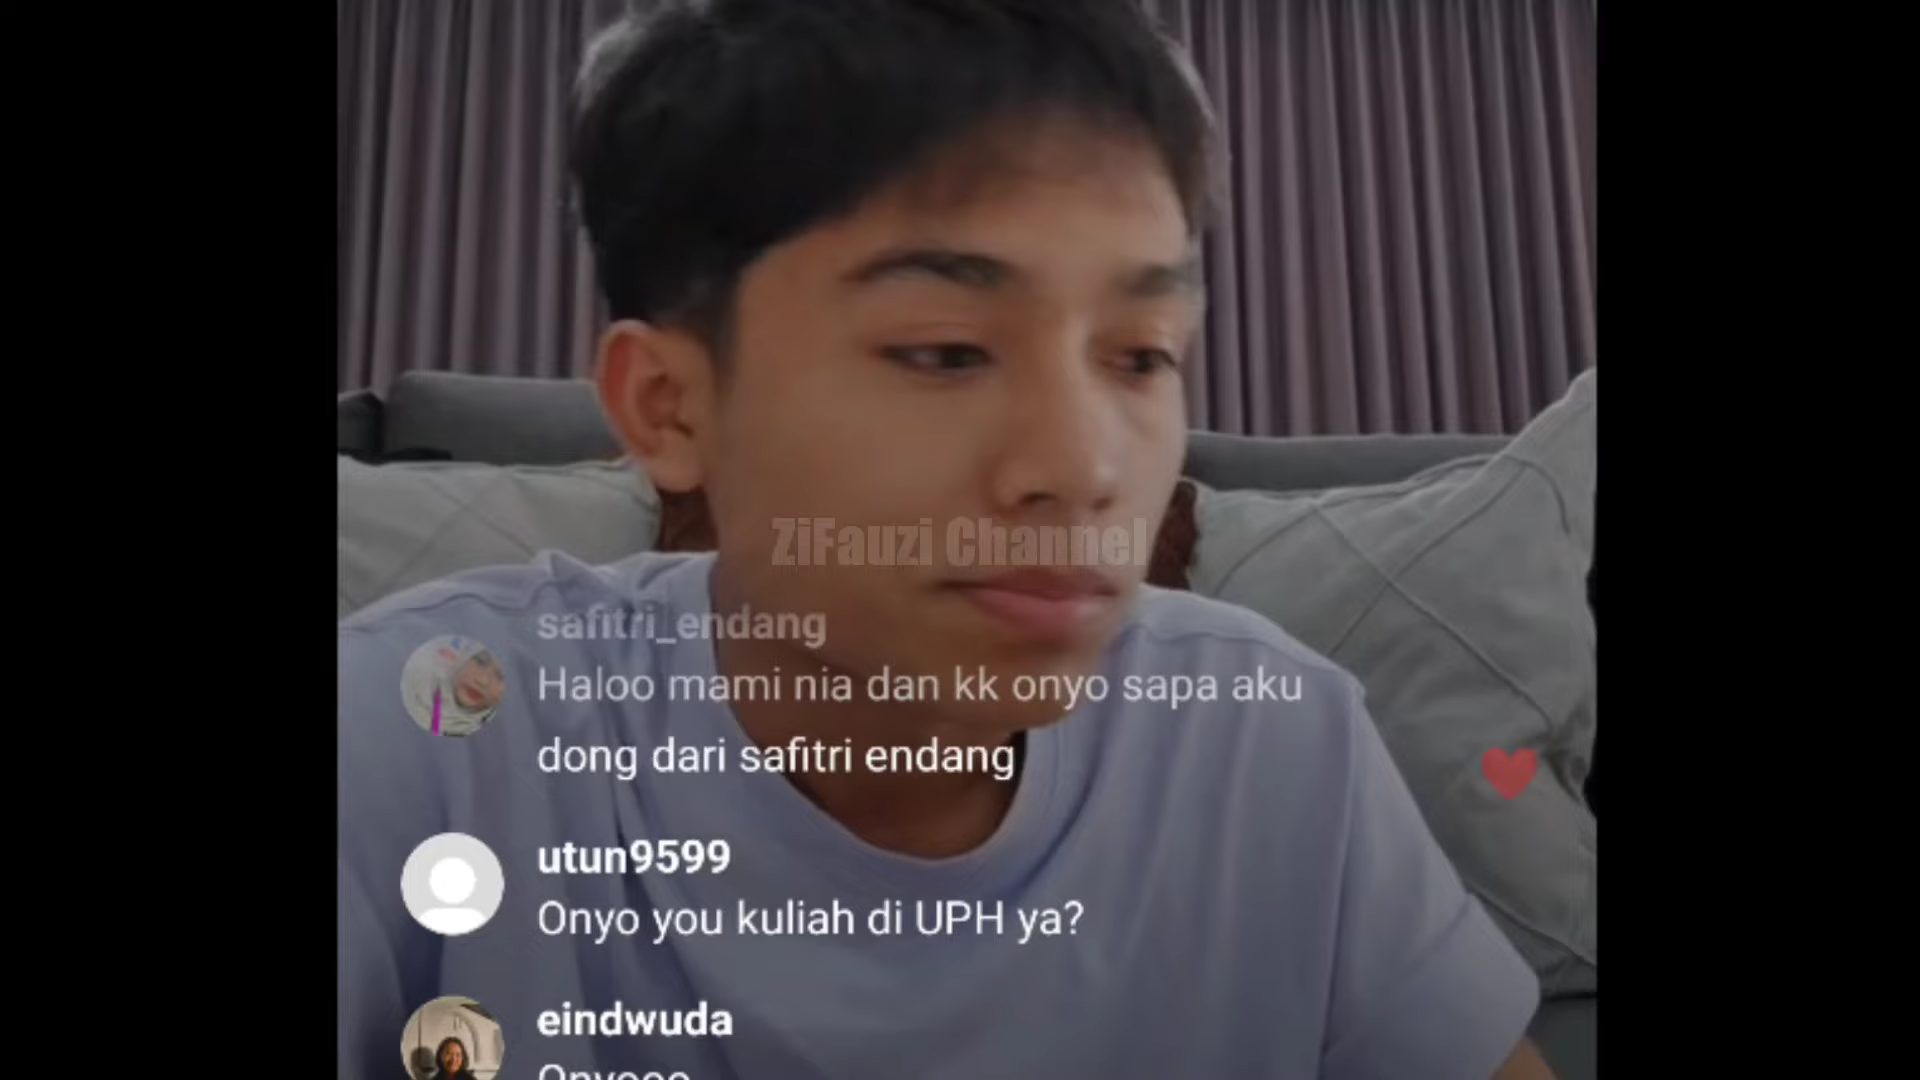 ZiFauzi Channel
safitri_endang
Haloo mami nia dan kk onyo sapa aku
dong dari safitri endang
utun9599
Onyo you kuliah di UPH ya?
eindwuda
Onyooo